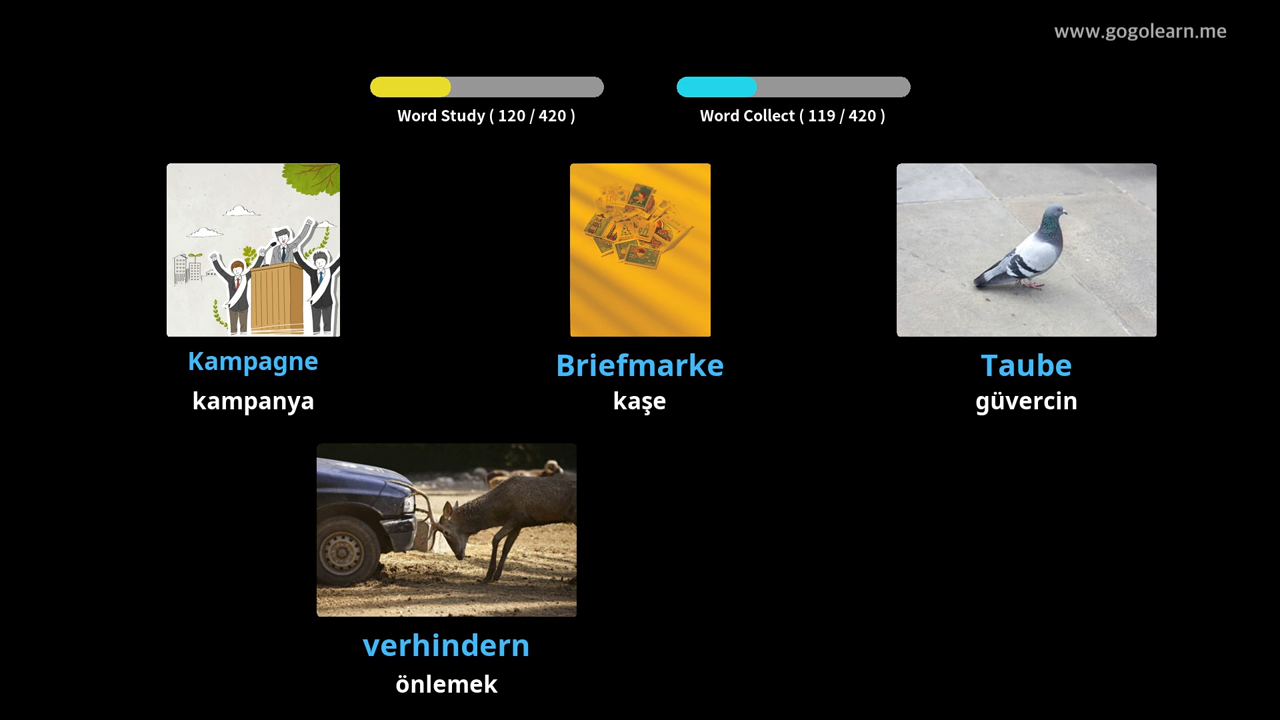 www.gogolearn.me
Word Study ( 120 / 420 )
Word Collect ( 119 / 420 )
Kampagne
kampanya
Briefmarke
kaşe
Taube
güvercin
verhindern
önlemek